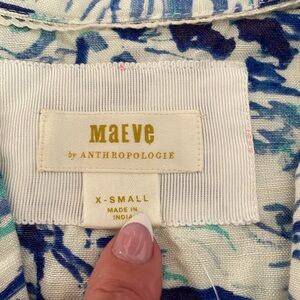 MAEVE
by ANTHROPOLOGIE
X-SMALL
MADE IN
INDIA